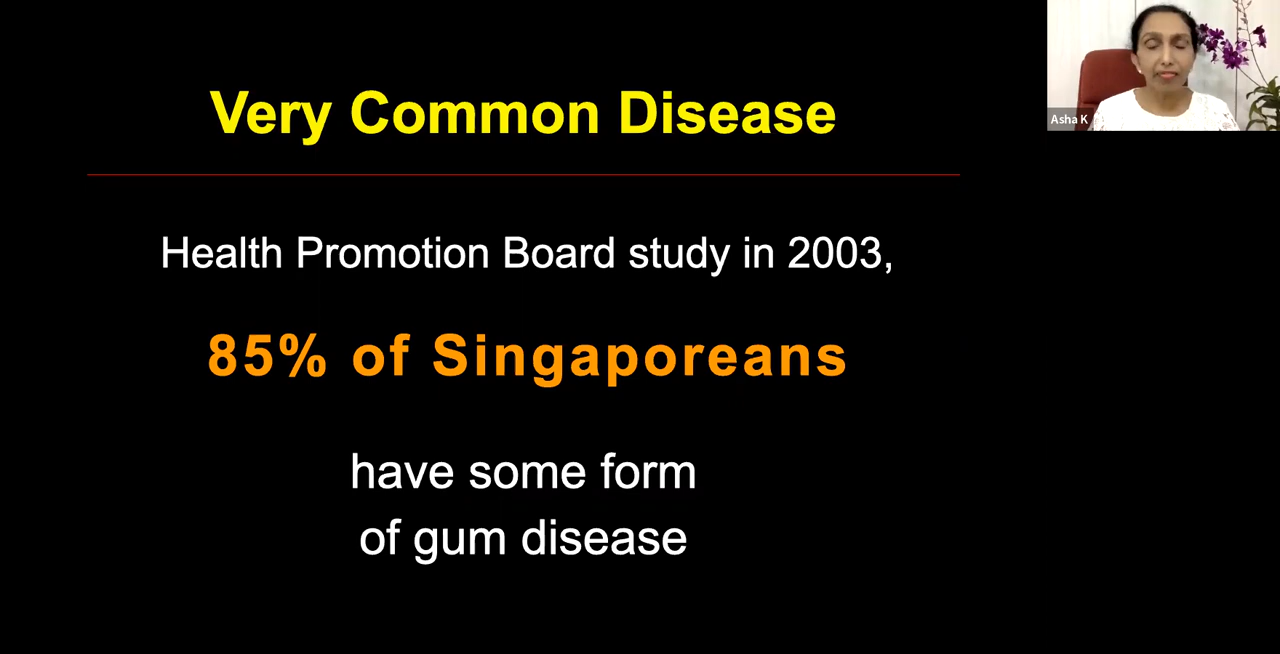 Very Common Disease
Health Promotion Board study in 2003,
85% of Singaporeans
have some form
of gum disease
Asha K